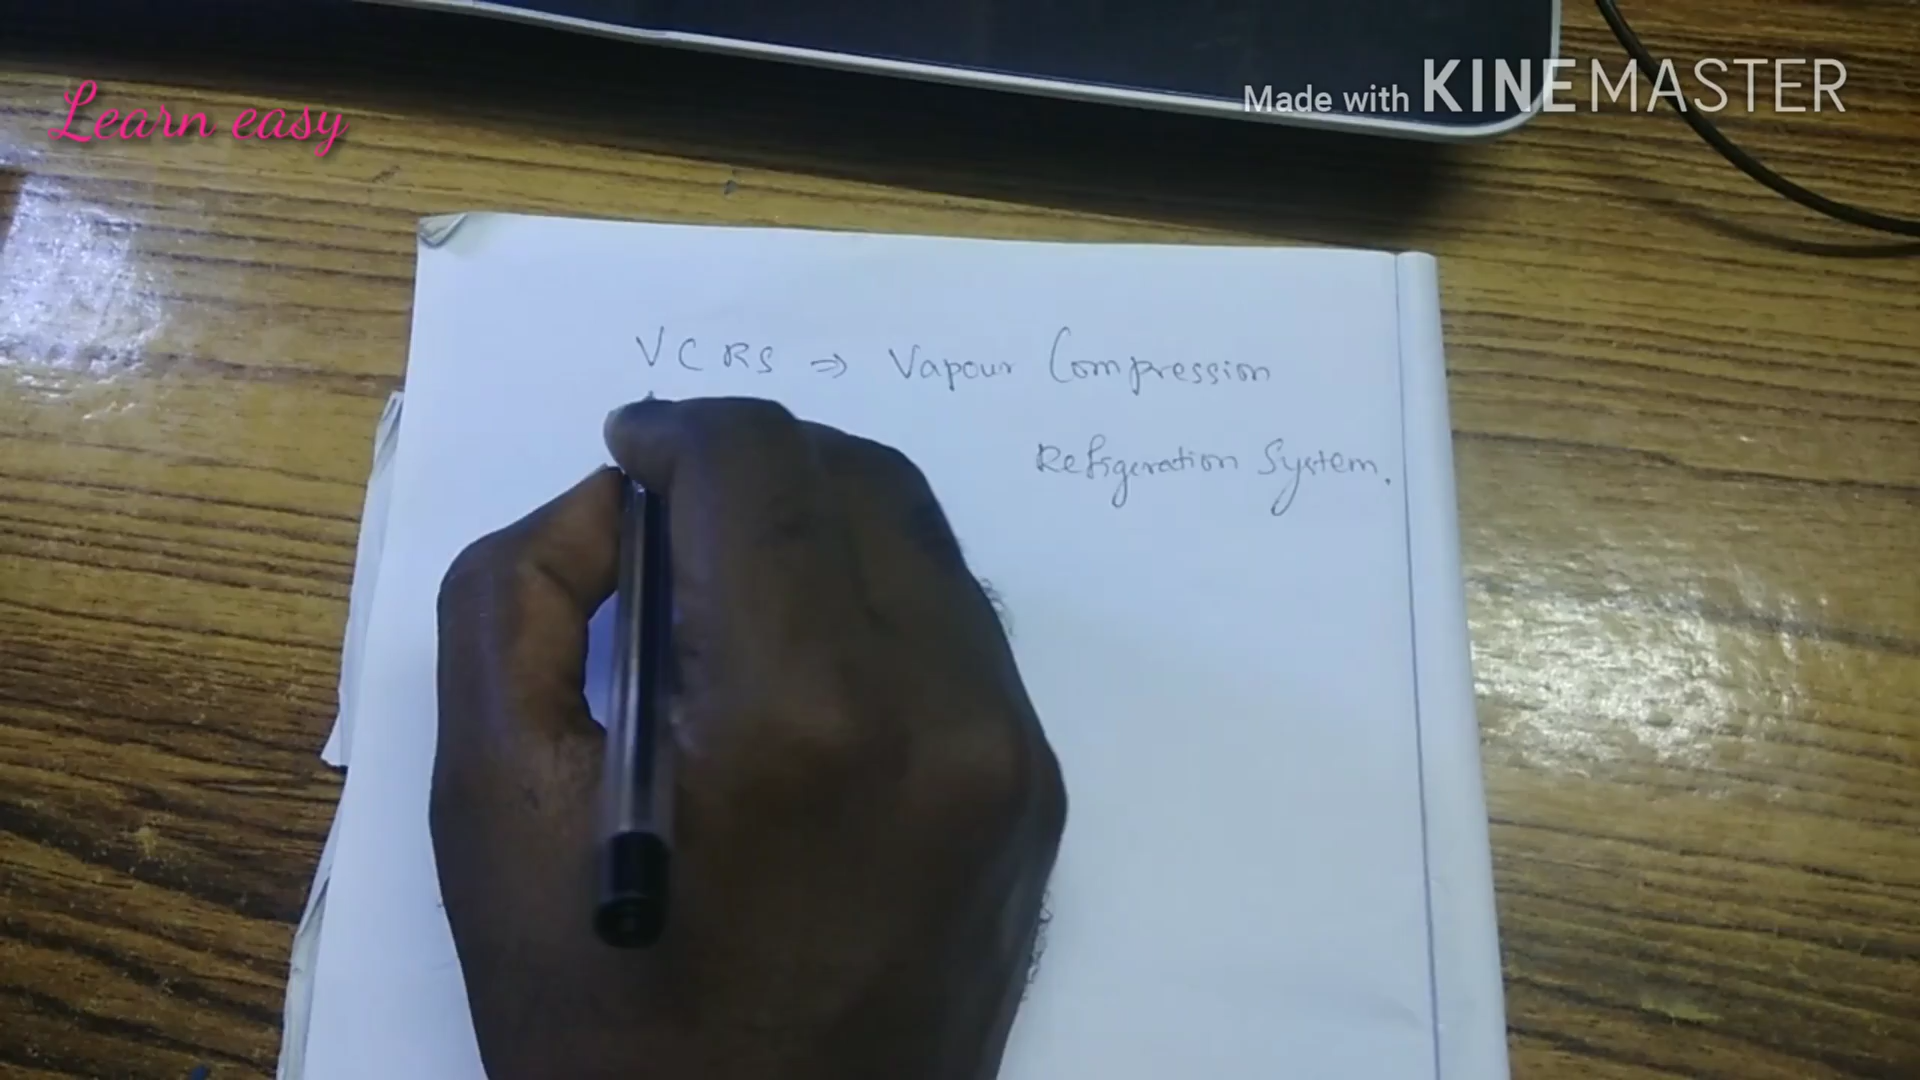 Learn easy
Made with KINEMASTER
VCRS ⇒ Vapour Compression
Refrigeration System.